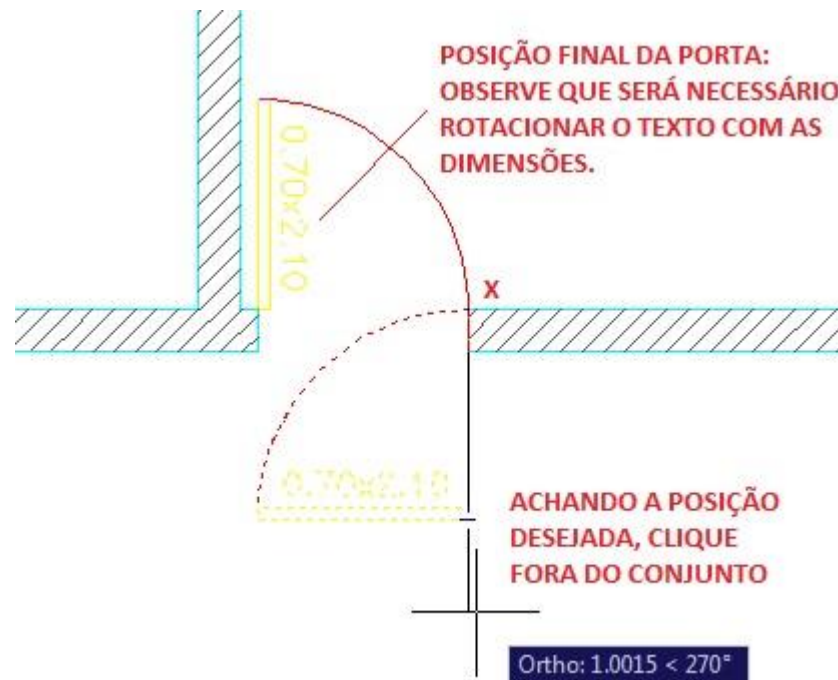 POSIÇÃO FINAL DA PORTA:
OBSERVE QUE SERÁ NECESSÁRIO
ROTACIONAR O TEXTO COM AS
DIMENSÕES.
0.70x2.10
X
0.70x2.10
ACHANDO A POSIÇÃO
DESEJADA, CLIQUE
FORA DO CONJUNTO
Ortho: 1.0015 < 270°